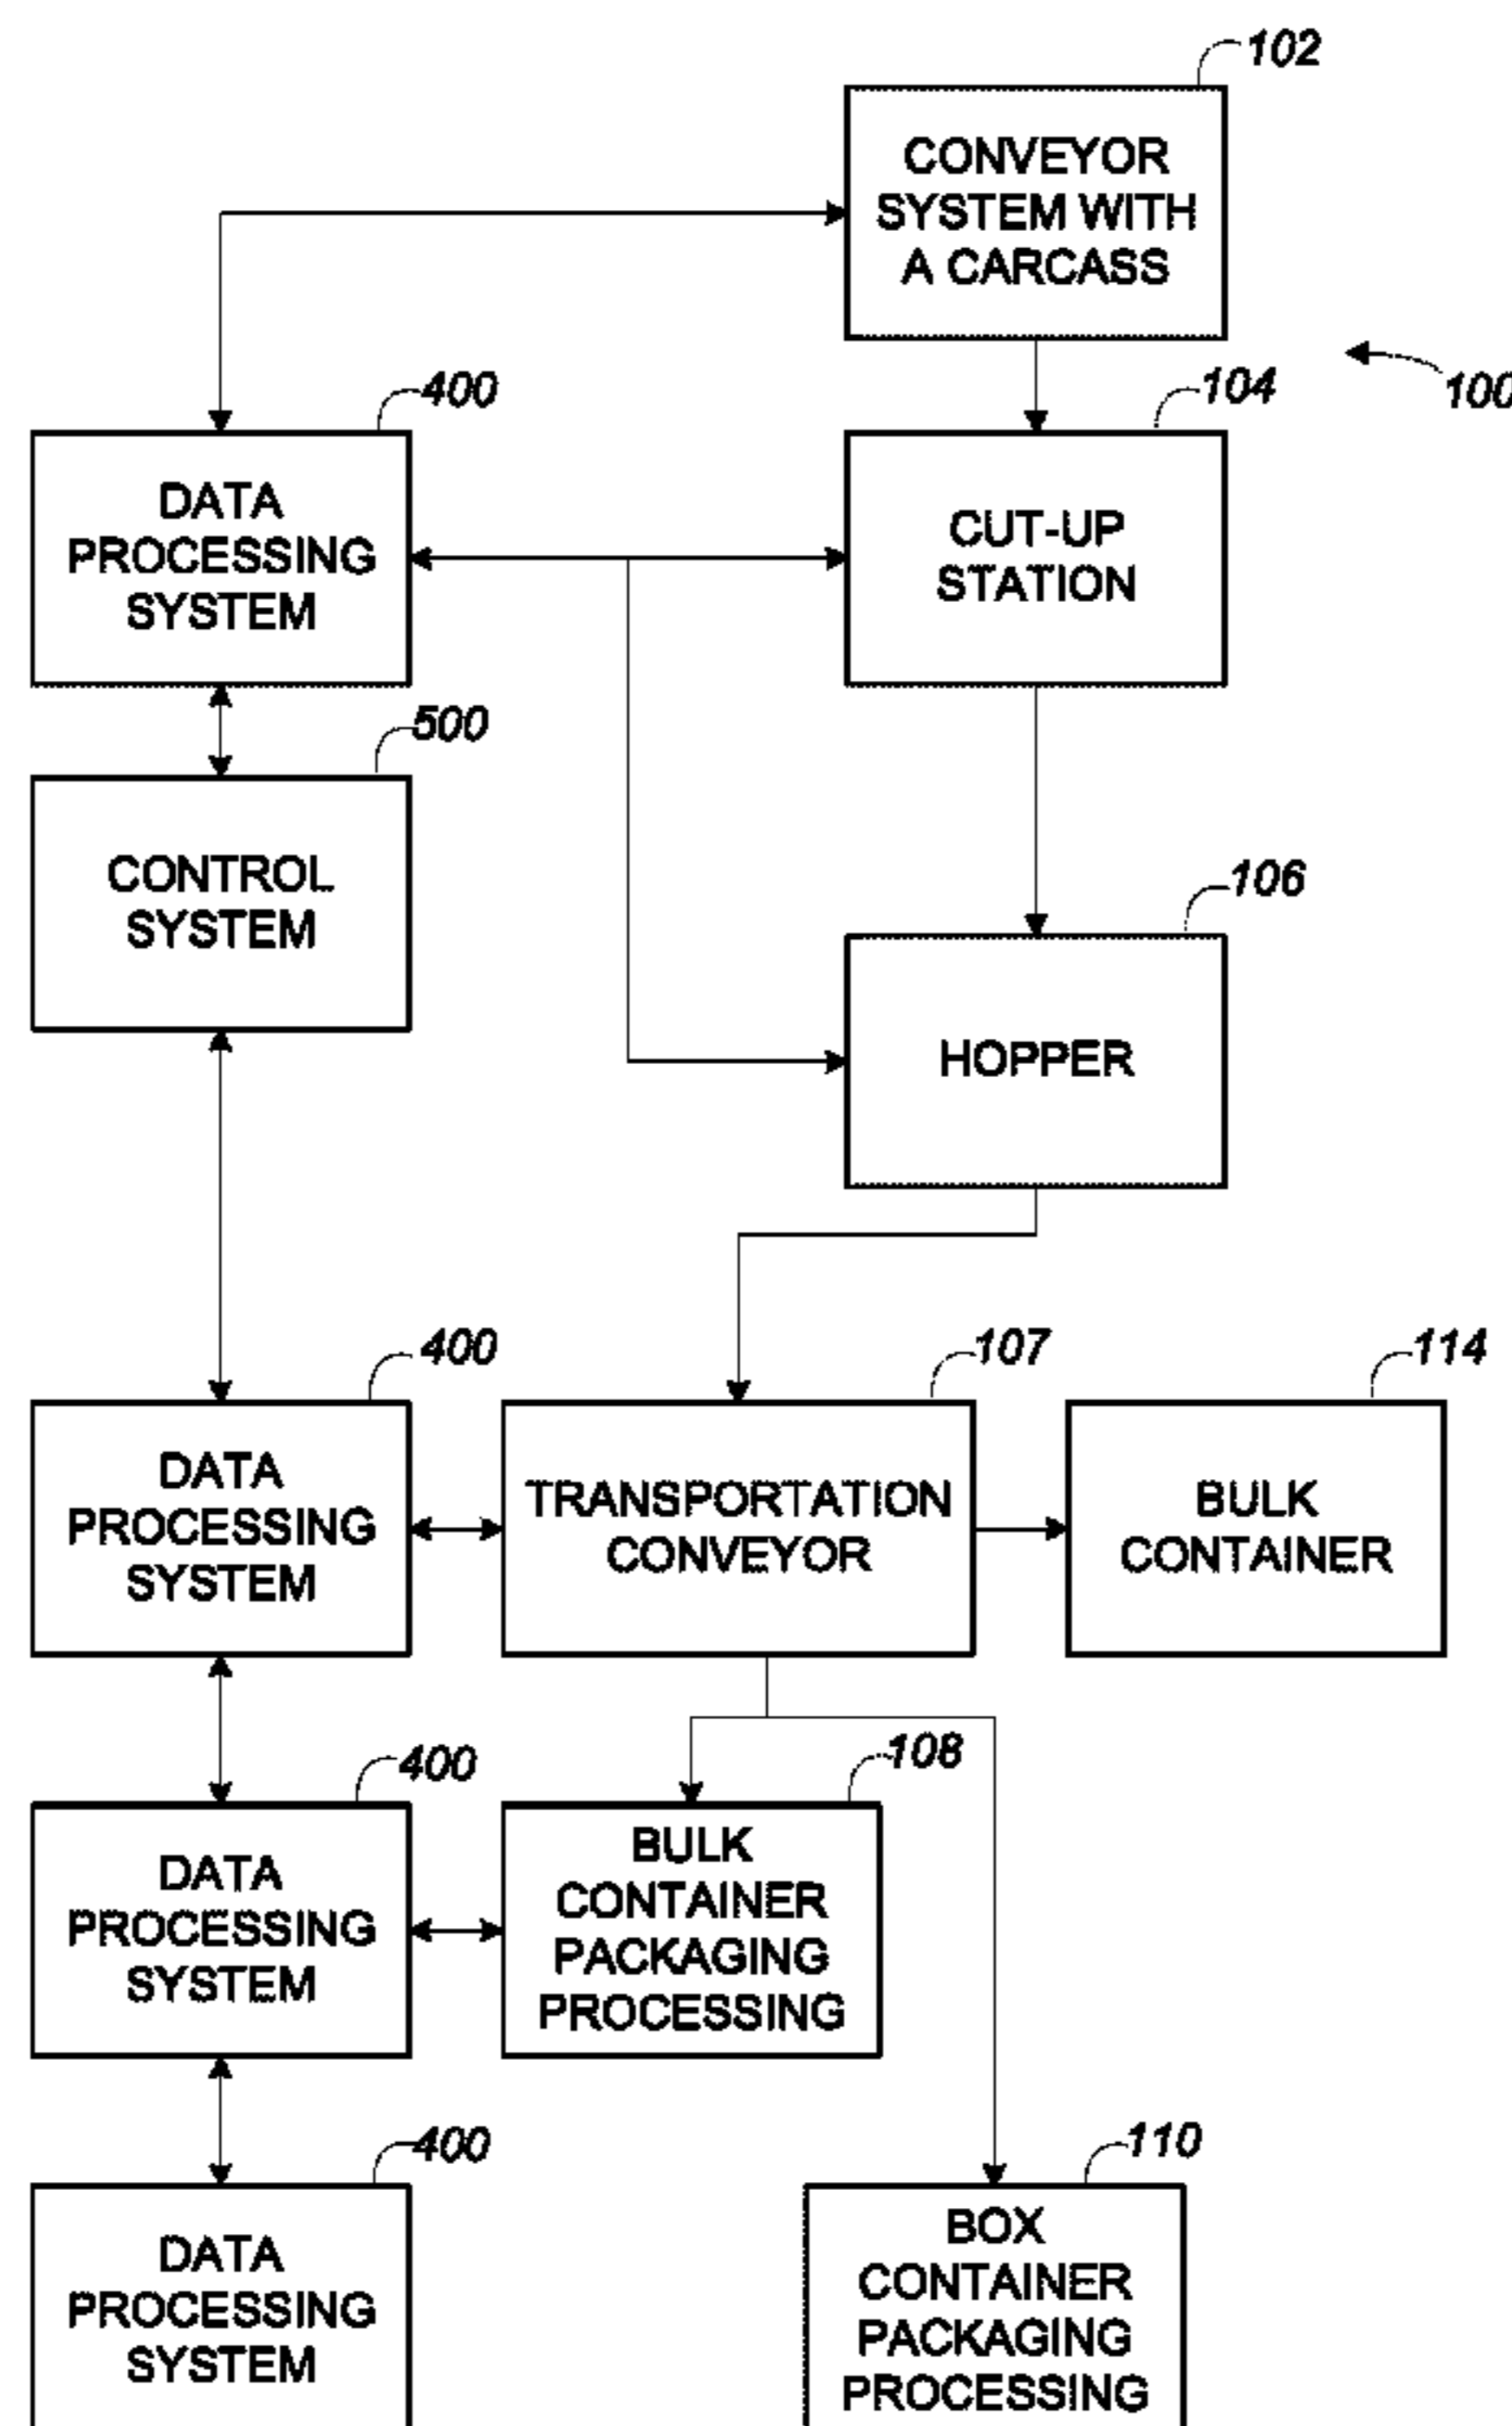 102
CONVEYOR
SYSTEM WITH
A CARCASS
100
400
DATA
PROCESSING
SYSTEM
104
CUT-UP
STATION
500
CONTROL
SYSTEM
106
HOPPER
400
DATA
PROCESSING
SYSTEM
107
TRANSPORTATION
CONVEYOR
114
BULK
CONTAINER
400
DATA
PROCESSING
SYSTEM
108
BULK
CONTAINER
PACKAGING
PROCESSING
400
DATA
PROCESSING
SYSTEM
110
BOX
CONTAINER
PACKAGING
PROCESSING